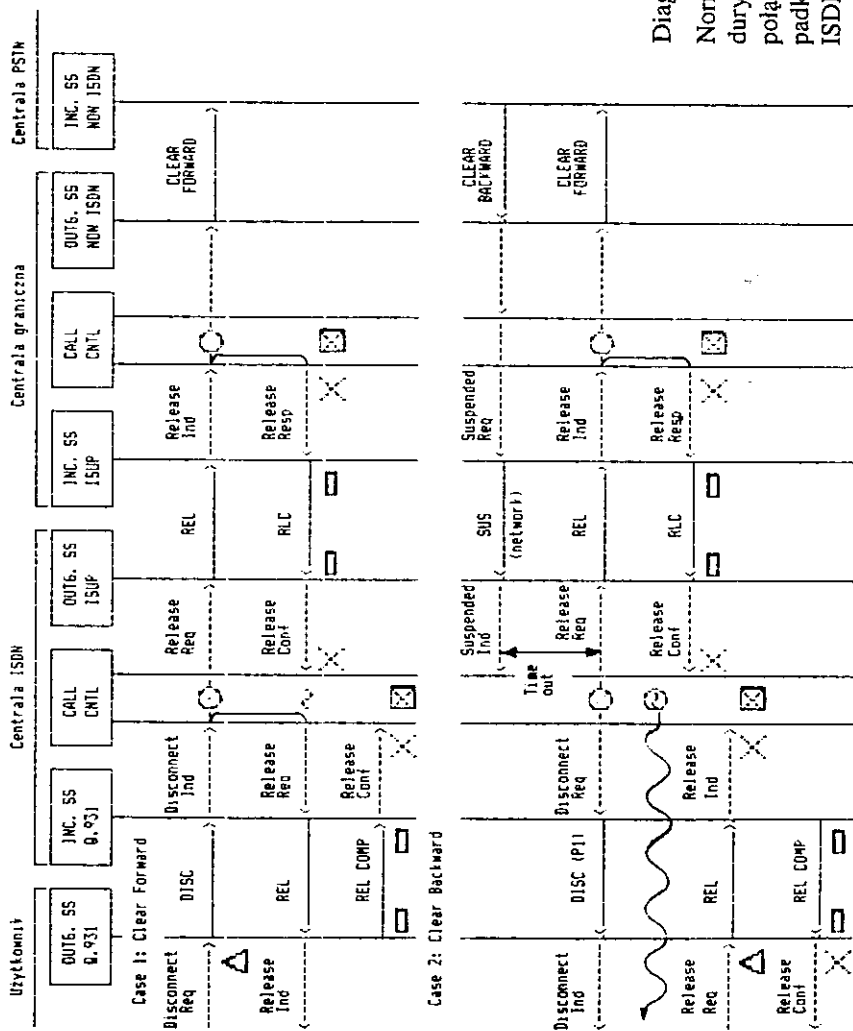 Użytkownik
Centrala ISDN
Centrala graniczna
Centrala PSTN
OUTG. SS
Q.931
INC. SS
Q.931
CALL
CNTL
OUTG. SS
ISUP
INC. SS
ISUP
CALL
CNTL
OUTG. SS
NON ISDN
INC. SS
NON ISDN
Case 1: Clear Forward
Disconnect
Req
DISC
Disconnect
Ind
Release
Req
REL
Release
Ind
CLEAR
FORWARD
Release
Ind
REL
Release
Req
Release
Conf
RLC
Release
Resp
REL COMP
Release
Conf
Case 2: Clear Backward
Suspended
Ind
SUS
(network)
Suspended
Req
CLEAR
BACKWARD
Time
out
Disconnect
Ind
DISC (P1)
Disconnect
Req
Release
Req
REL
Release
Ind
CLEAR
FORWARD
Release
Conf
RLC
Release
Resp
Release
Req
REL
Release
Ind
Release
Conf
REL COMP
Diag
Nor
dury
połą
padk
ISD